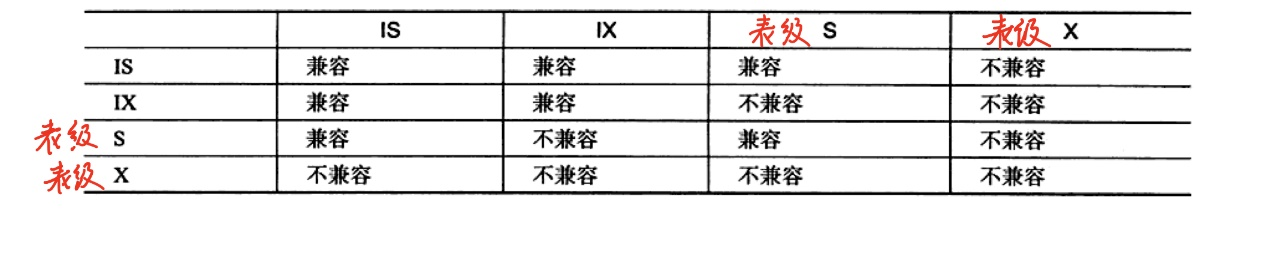 IS IX 表级 S 表级 X
IS 兼容 兼容 兼容 不兼容
IX 兼容 兼容 不兼容 不兼容
表级 S 兼容 不兼容 兼容 不兼容
表级 X 不兼容 不兼容 不兼容 不兼容